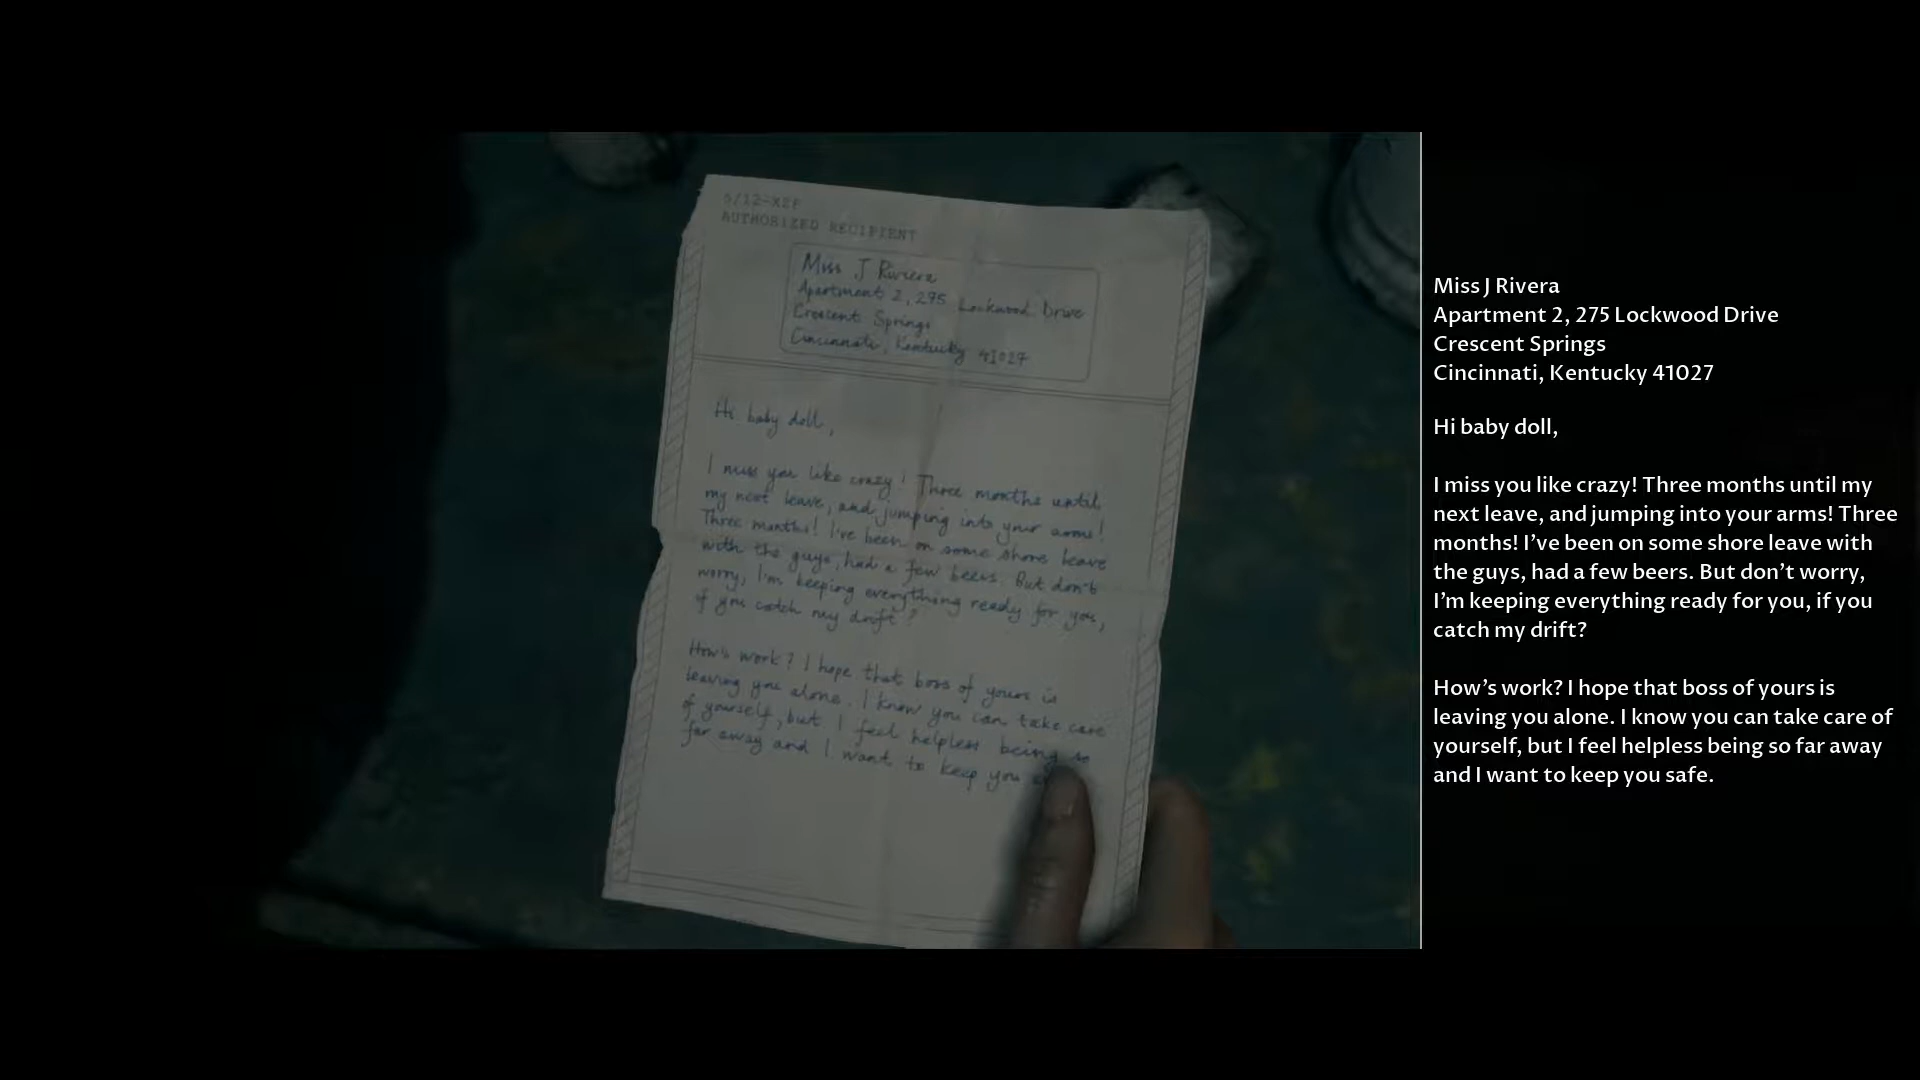 5/12-X2F
AUTHORIZED RECIPIENT
Miss J Rivera
Apartment 2, 275 Lockwood Drive
Crescent Springs
Cincinnati, Kentucky 41027
Hi baby doll,
I miss you like crazy! Three months until
my next leave, and jumping into your arms!
Three months! I've been on some shore leave
with the guys, had a few beers. But don't
worry, I'm keeping everything ready for you,
if you catch my drift?
How's work? I hope that boss of yours is
leaving you alone. I know you can take care
of yourself, but I feel helpless being so
far away and I want to keep you
Miss J Rivera
Apartment 2, 275 Lockwood Drive
Crescent Springs
Cincinnati, Kentucky 41027
Hi baby doll,
I miss you like crazy! Three months until my
next leave, and jumping into your arms! Three
months! I've been on some shore leave with
the guys, had a few beers. But don't worry,
I'm keeping everything ready for you, if you
catch my drift?
How's work? I hope that boss of yours is
leaving you alone. I know you can take care of
yourself, but I feel helpless being so far away
and I want to keep you safe.